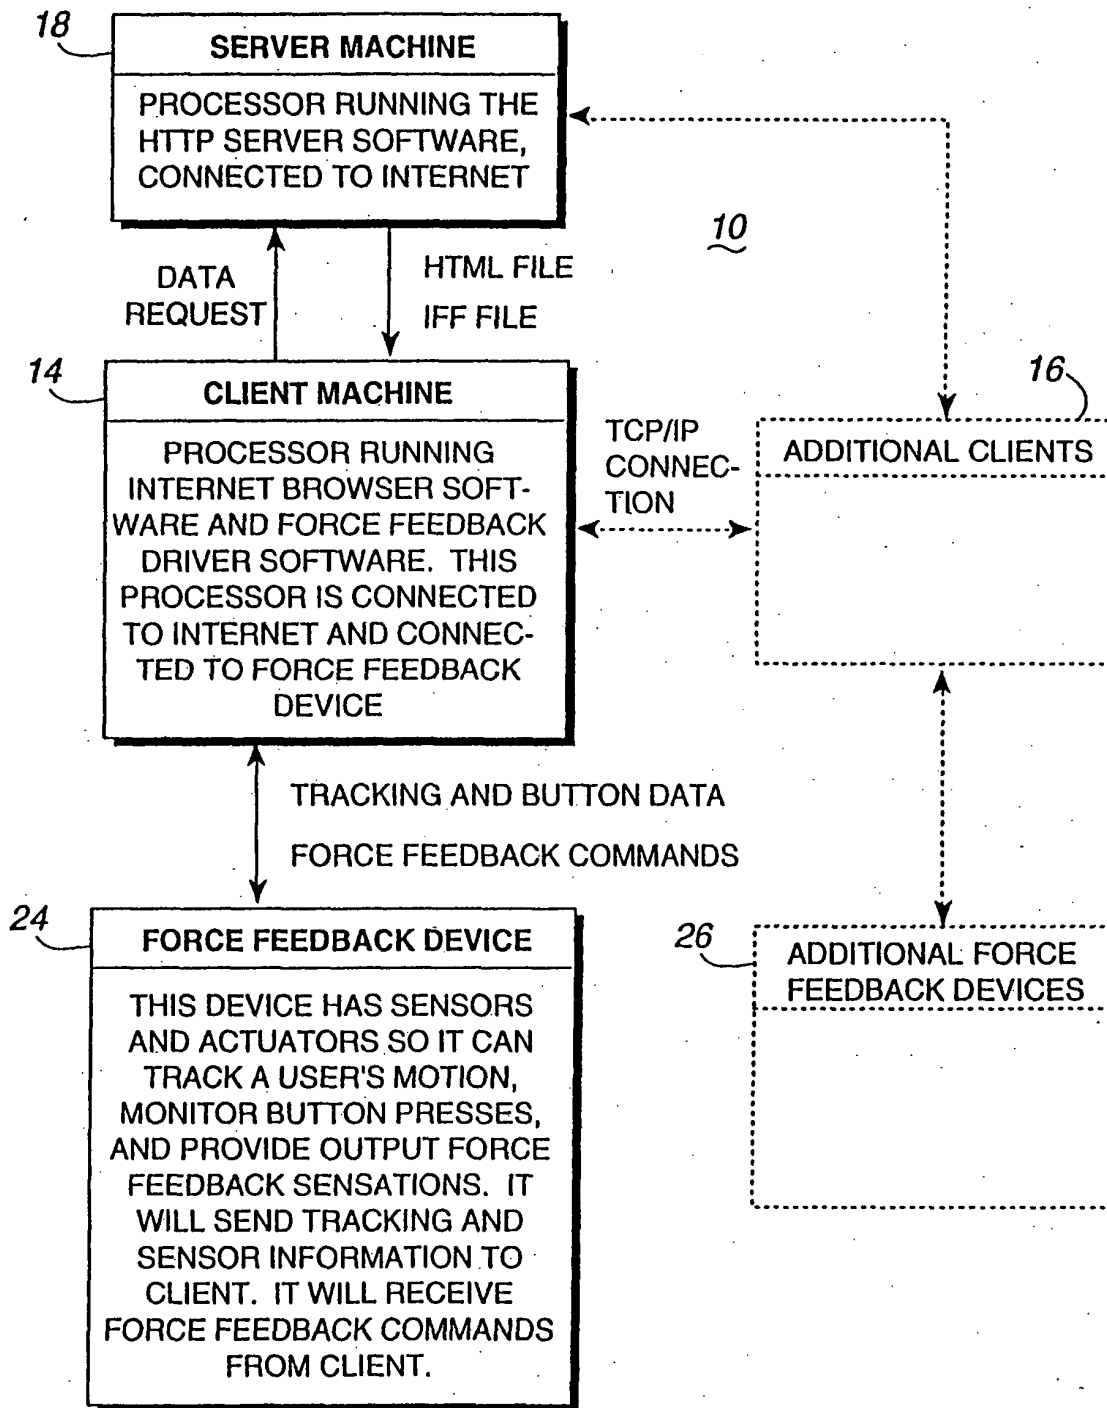 18
SERVER MACHINE
PROCESSOR RUNNING THE
HTTP SERVER SOFTWARE,
CONNECTED TO INTERNET
10
DATA
REQUEST
HTML FILE
IFF FILE
14
CLIENT MACHINE
PROCESSOR RUNNING
INTERNET BROWSER SOFT-
WARE AND FORCE FEEDBACK
DRIVER SOFTWARE. THIS
PROCESSOR IS CONNECTED
TO INTERNET AND CONNEC-
TED TO FORCE FEEDBACK
DEVICE
TCP/IP
CONNEC-
TION
16
ADDITIONAL CLIENTS
TRACKING AND BUTTON DATA
FORCE FEEDBACK COMMANDS
24
FORCE FEEDBACK DEVICE
THIS DEVICE HAS SENSORS
AND ACTUATORS SO IT CAN
TRACK A USER'S MOTION,
MONITOR BUTTON PRESSES,
AND PROVIDE OUTPUT FORCE
FEEDBACK SENSATIONS. IT
WILL SEND TRACKING AND
SENSOR INFORMATION TO
CLIENT. IT WILL RECEIVE
FORCE FEEDBACK COMMANDS
FROM CLIENT.
26
ADDITIONAL FORCE
FEEDBACK DEVICES